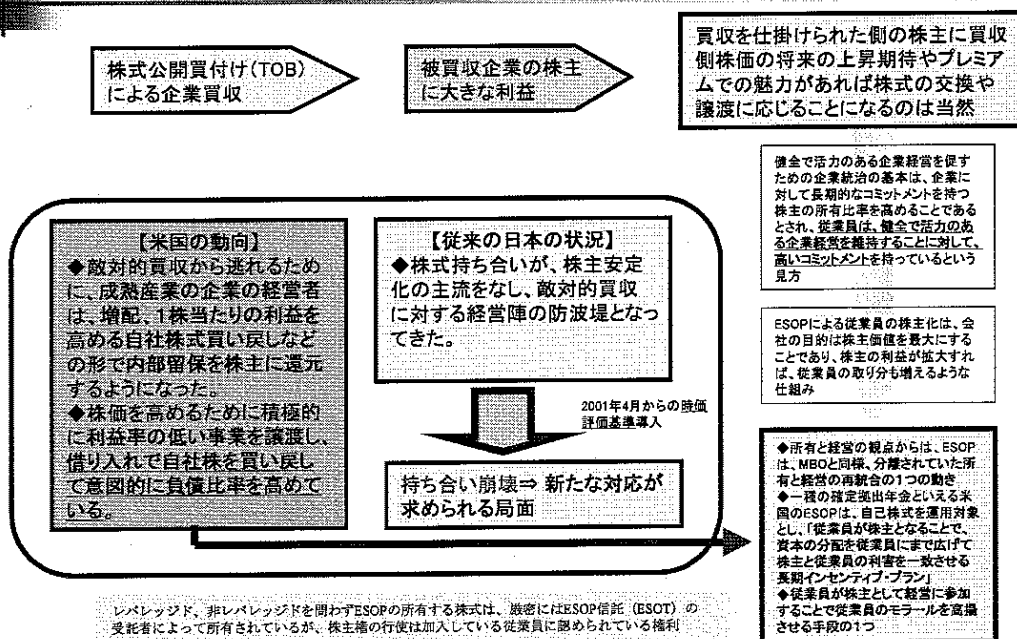 株式公開買付け(TOB)
による企業買収
被買収企業の株主
に大きな利益
買収を仕掛けられた側の株主に買収
側株価の将来の上昇期待やプレミア
ムでの魅力があれば株式の交換や
譲渡に応じることになるのは当然
健全で活力のある企業経営を促す
ための企業統治の基本は、企業に
対して長期的なコミットメントを持つ
株主の所有比率を高めることである
とされ、従業員は、健全で活力のあ
る企業経営を維持することに対して、
高いコミットメントを持っているという
見方
【米国の動向】
◆敵対的買収から逃れるため
に、成熟産業の企業の経営者
は、増配、1株当たりの利益を
高める自社株式買い戻しなど
の形で内部留保を株主に還元
するようになった。
◆株価を高めるために積極的
に利益率の低い事業を譲渡し、
借り入れで自社株を買い戻し
て意図的に負債比率を高めて
いる。
【従来の日本の状況】
◆株式持ち合いが、株主安定
化の主流をなし、敵対的買収
に対する経営陣の防波堤となっ
てきた。
2001年4月からの時価
評価基準導入
持ち合い崩壊⇒ 新たな対応が
求められる局面
ESOPによる従業員の株主化は、会
社の目的は株主価値を最大にする
ことであり、株主の利益が拡大すれ
ば、従業員の取り分も増えるような
仕組み
◆所有と経営の観点からは、ESOP
は、MBOと同様、分離されていた所
有と経営の再統合の1つの動き
◆一種の確定拠出年金といえる米
国のESOPは、自己株式を運用対象
とし、「従業員が株主となることで、
資本の分配を従業員にまで広げて
株主と従業員の利害を一致させる
長期インセンティブ・プラン」
◆従業員が株主として経営に参加
することで従業員のモラールを高揚
させる手段の1つ
レバレッジド、非レバレッジドを問わずESOPの所有する株式は、厳密にはESOP信託（ESOT）の
受託者によって所有されているが、株主権の行使は加入している従業員に認められている権利